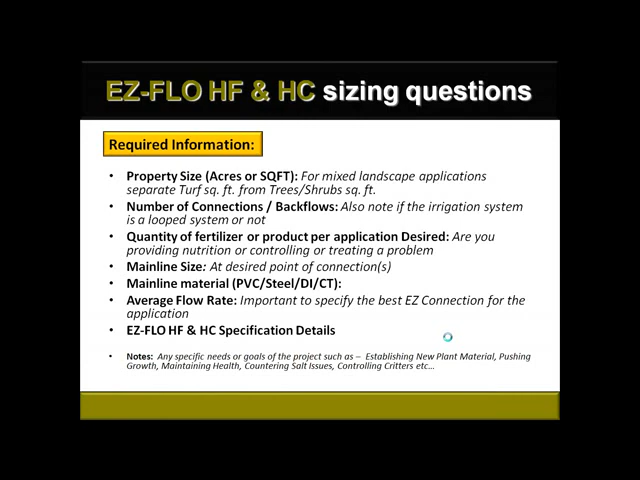 EZ-FLO HF & HC sizing questions
Required Information:
• Property Size (Acres or SQFT): For mixed landscape applications
separate Turf sq. ft. from Trees/Shrubs sq. ft.
• Number of Connections / Backflows: Also note if the irrigation system
is a looped system or not
• Quantity of fertilizer or product per application Desired: Are you
providing nutrition or controlling or treating a problem
• Mainline Size: At desired point of connection(s)
• Mainline material (PVC/Steel/DI/CT):
• Average Flow Rate: Important to specify the best EZ Connection for the
application
• EZ-FLO HF & HC Specification Details
• Notes: Any specific needs or goals of the project such as – Establishing New Plant Material, Pushing
Growth, Maintaining Health, Countering Salt Issues, Controlling Critters etc...